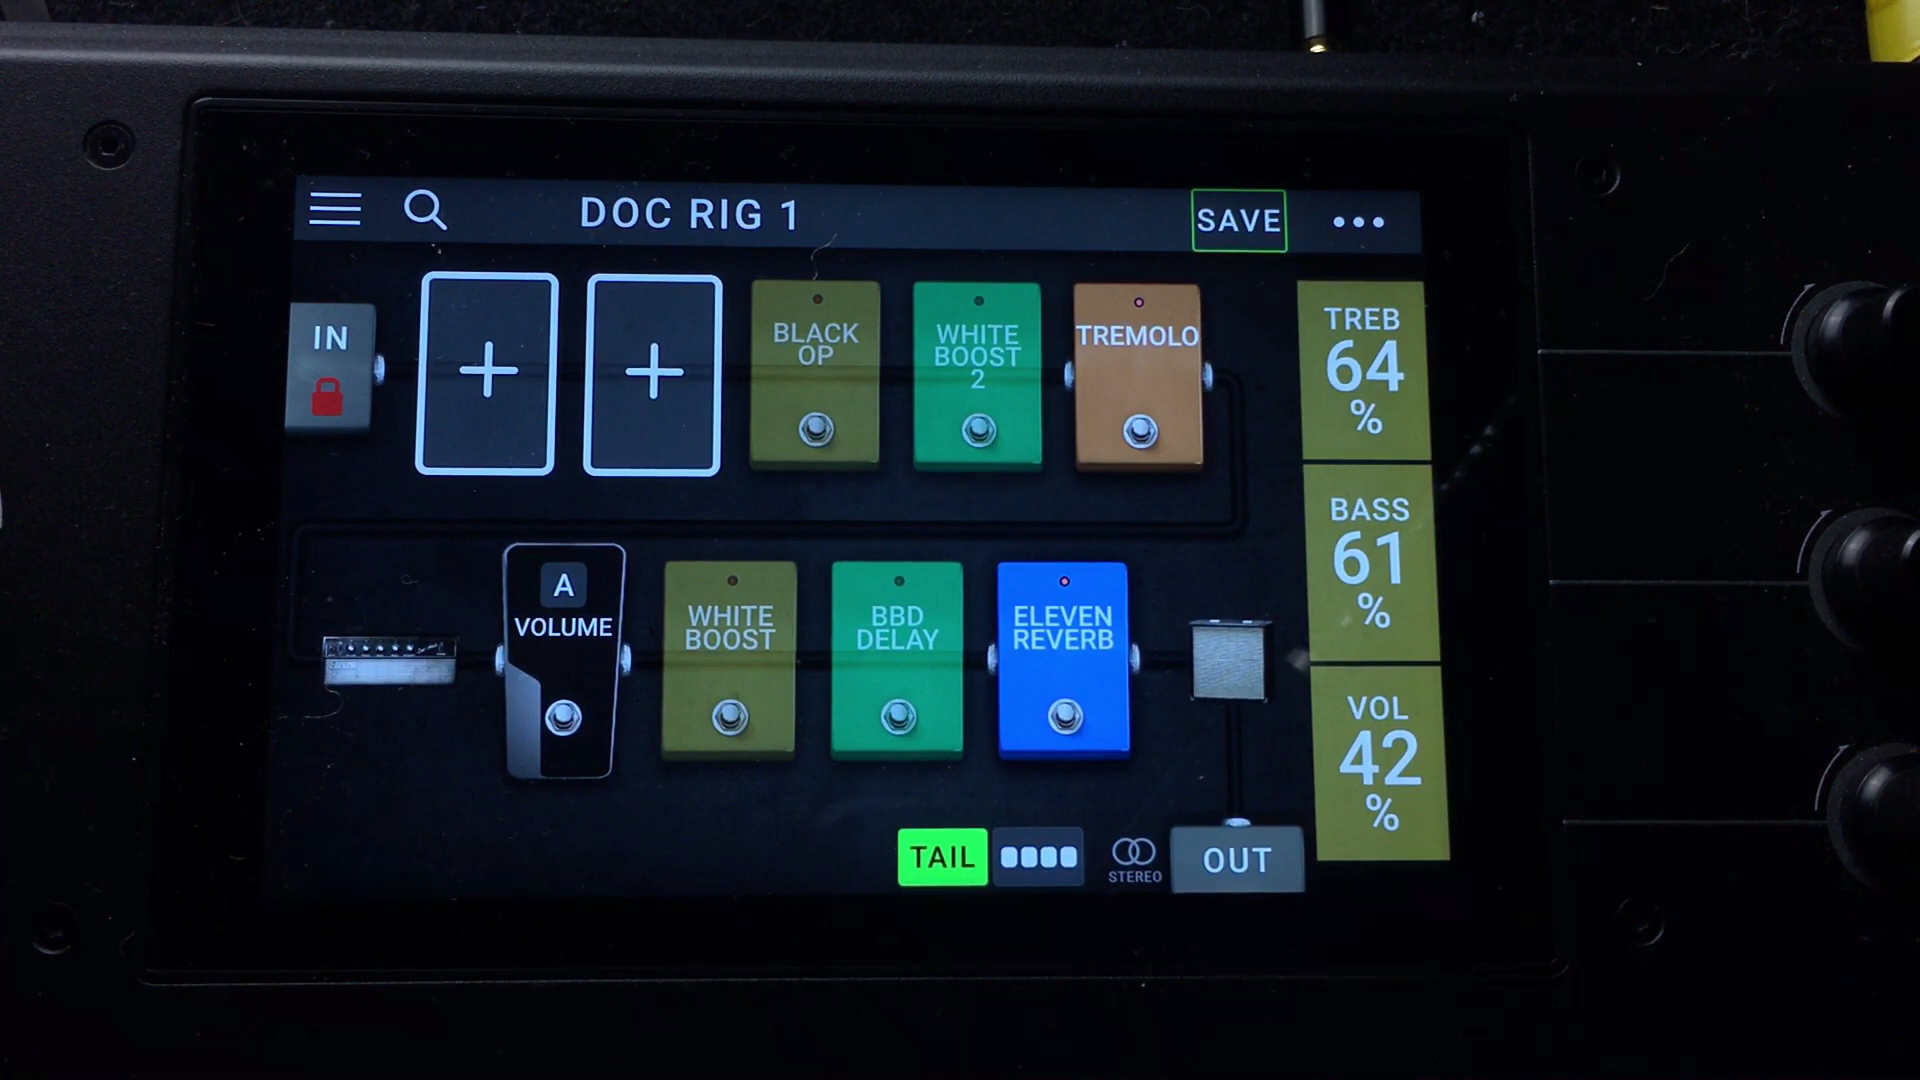 DOC RIG 1
SAVE
IN
BLACK
OP
WHITE
BOOST
2
TREMOLO
TREB
64
%
BASS
61
%
VOL
42
%
A
VOLUME
WHITE
BOOST
BBD
DELAY
ELEVEN
REVERB
TAIL
STEREO
OUT